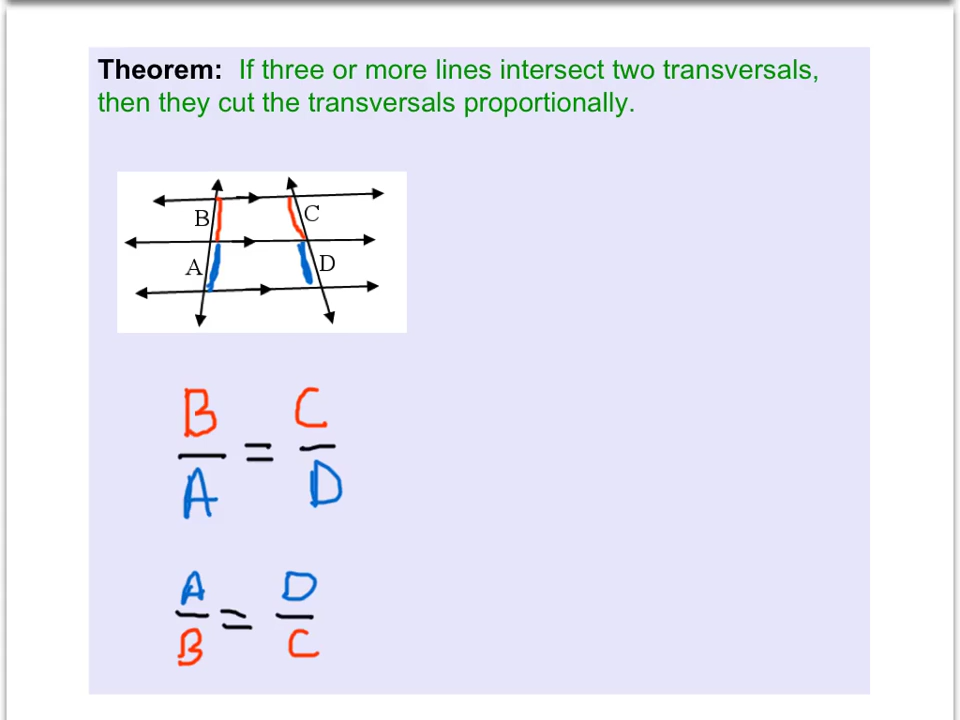 Theorem: If three or more lines intersect two transversals,
then they cut the transversals proportionally.
B C
A D
B/A = C/D
A/B = D/C